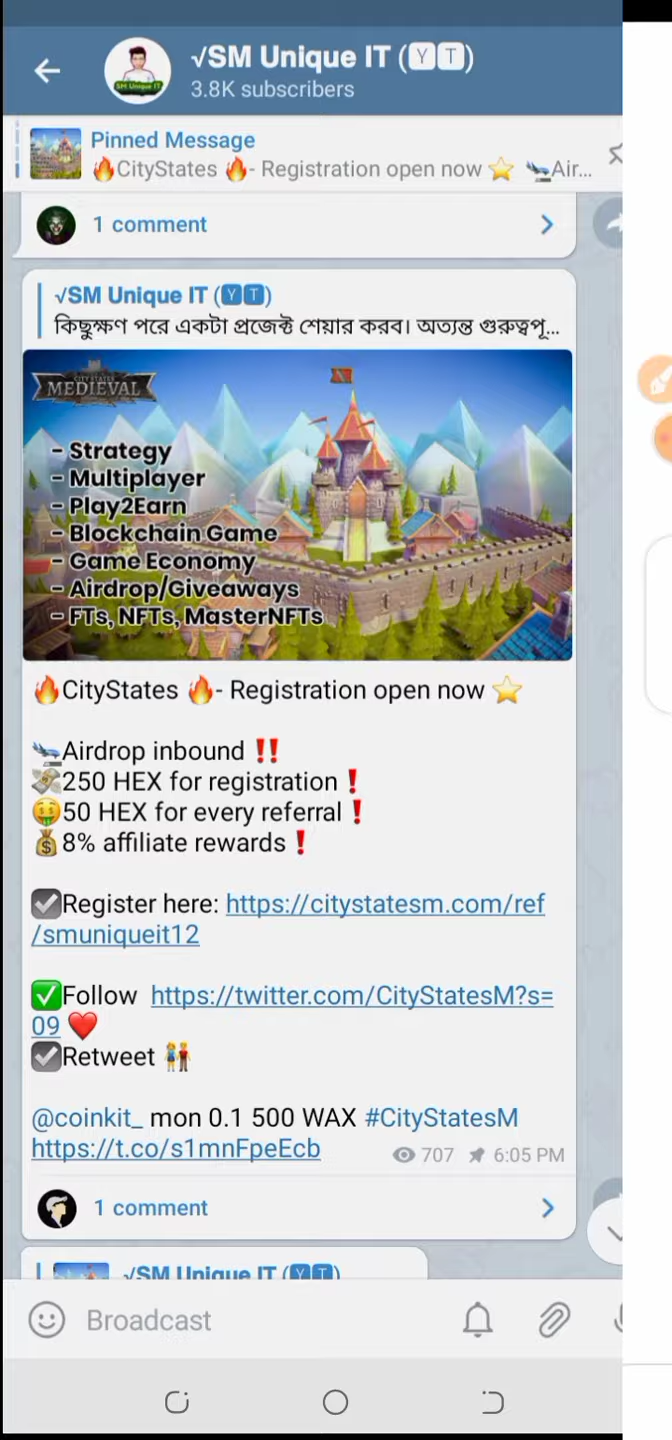 √SM Unique IT (🆈🆃)
3.8K subscribers
Pinned Message
🔥CityStates 🔥- Registration open now ⭐ 🛬Air...
1 comment
√SM Unique IT (🆈🆃)
কিছুক্ষণ পরে একটা প্রজেক্ট শেয়ার করব। অত্যন্ত গুরুত্বপূ...
CITY STATES
MEDIEVAL
- Strategy
- Multiplayer
- Play2Earn
- Blockchain Game
- Game Economy
- Airdrop/Giveaways
- FTs, NFTs, MasterNFTs
🔥CityStates 🔥- Registration open now ⭐
🛬Airdrop inbound ‼️
💸250 HEX for registration❗
🤑50 HEX for every referral❗
💰8% affiliate rewards❗
☑️Register here: https://citystatesm.com/ref
/smuniqueit12
✅Follow https://twitter.com/CityStatesM?s=
09 ❤️
☑️Retweet 👫
@coinkit_ mon 0.1 500 WAX #CityStatesM
https://t.co/s1mnFpeEcb
707 6:05 PM
1 comment
√SM Unique IT (🆈🆃)
Broadcast